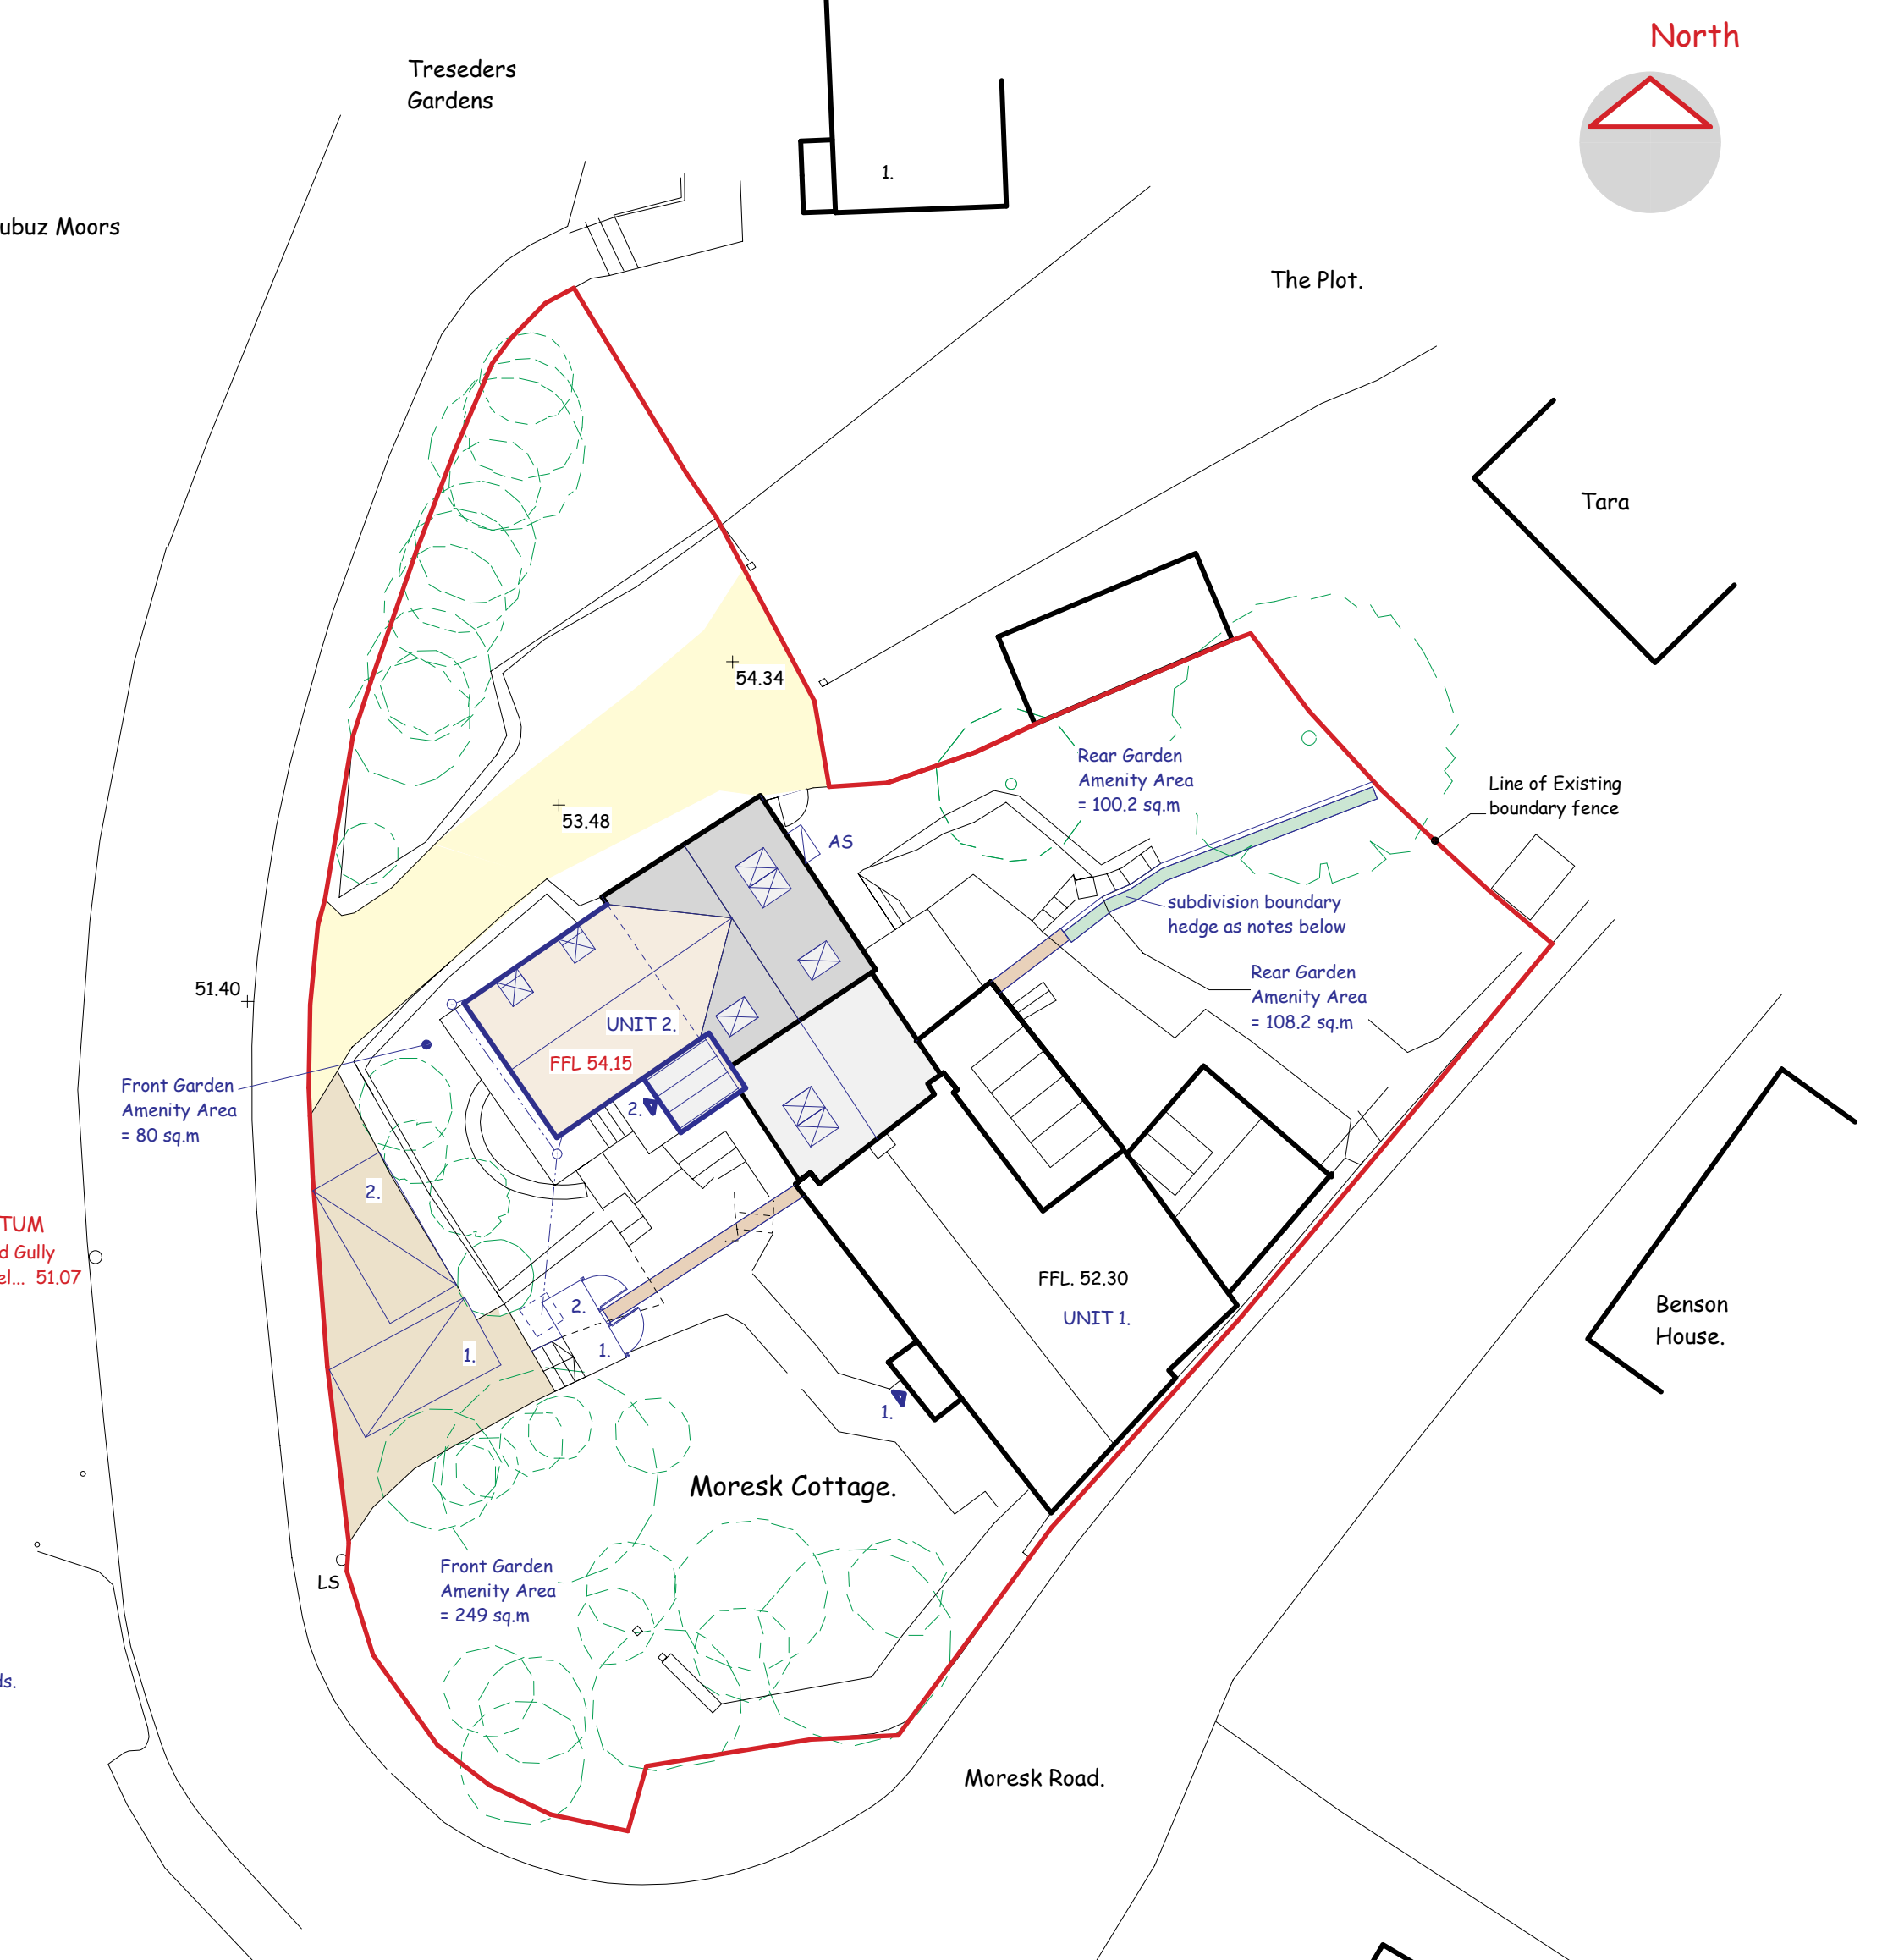 North
Treseders
Gardens
1.
ubuz Moors
The Plot.
Tara
54.34
Rear Garden
Amenity Area
= 100.2 sq.m
Line of Existing
boundary fence
53.48
AS
subdivision boundary
hedge as notes below
51.40
Rear Garden
Amenity Area
= 108.2 sq.m
UNIT 2.
FFL 54.15
Front Garden
Amenity Area
= 80 sq.m
2.
2.
TUM
d Gully
el... 51.07
FFL. 52.30
UNIT 1.
2.
1.
1.
Benson
House.
1.
Moresk Cottage.
Front Garden
Amenity Area
= 249 sq.m
LS
ds.
Moresk Road.